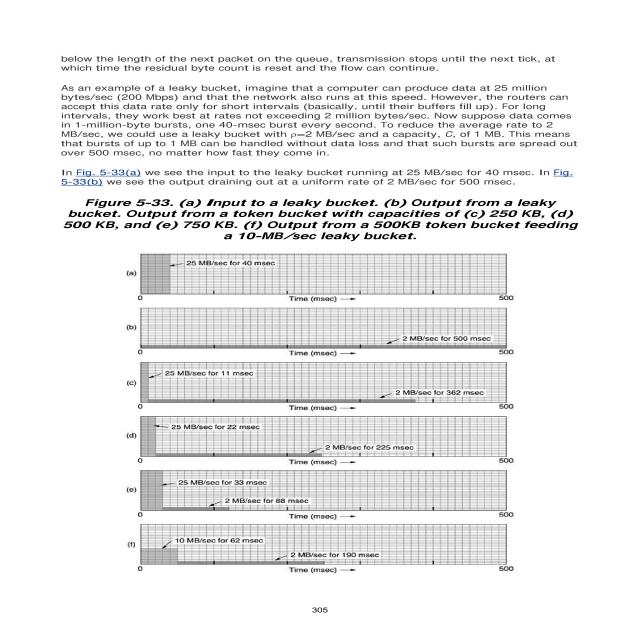 below the length of the next packet on the queue, transmission stops until the next tick, at
which time the residual byte count is reset and the flow can continue.
As an example of a leaky bucket, imagine that a computer can produce data at 25 million
bytes/sec (200 Mbps) and that the network also runs at this speed. However, the routers can
accept this data rate only for short intervals (basically, until their buffers fill up). For long
intervals, they work best at rates not exceeding 2 million bytes/sec. Now suppose data comes
in 1-million-byte bursts, one 40-msec burst every second. To reduce the average rate to 2
MB/sec, we could use a leaky bucket with ρ=2 MB/sec and a capacity, C, of 1 MB. This means
that bursts of up to 1 MB can be handled without data loss and that such bursts are spread out
over 500 msec, no matter how fast they come in.
In Fig. 5-33(a) we see the input to the leaky bucket running at 25 MB/sec for 40 msec. In Fig.
5-33(b) we see the output draining out at a uniform rate of 2 MB/sec for 500 msec.
Figure 5-33. (a) Input to a leaky bucket. (b) Output from a leaky
bucket. Output from a token bucket with capacities of (c) 250 KB, (d)
500 KB, and (e) 750 KB. (f) Output from a 500KB token bucket feeding
a 10-MB/sec leaky bucket.
(a)
25 MB/sec for 40 msec
0 Time (msec) 500
(b)
2 MB/sec for 500 msec
0 Time (msec) 500
(c)
25 MB/sec for 11 msec
2 MB/sec for 362 msec
0 Time (msec) 500
(d)
25 MB/sec for 22 msec
2 MB/sec for 225 msec
0 Time (msec) 500
(e)
25 MB/sec for 33 msec
2 MB/sec for 88 msec
0 Time (msec) 500
(f)
10 MB/sec for 62 msec
2 MB/sec for 190 msec
0 Time (msec) 500
305